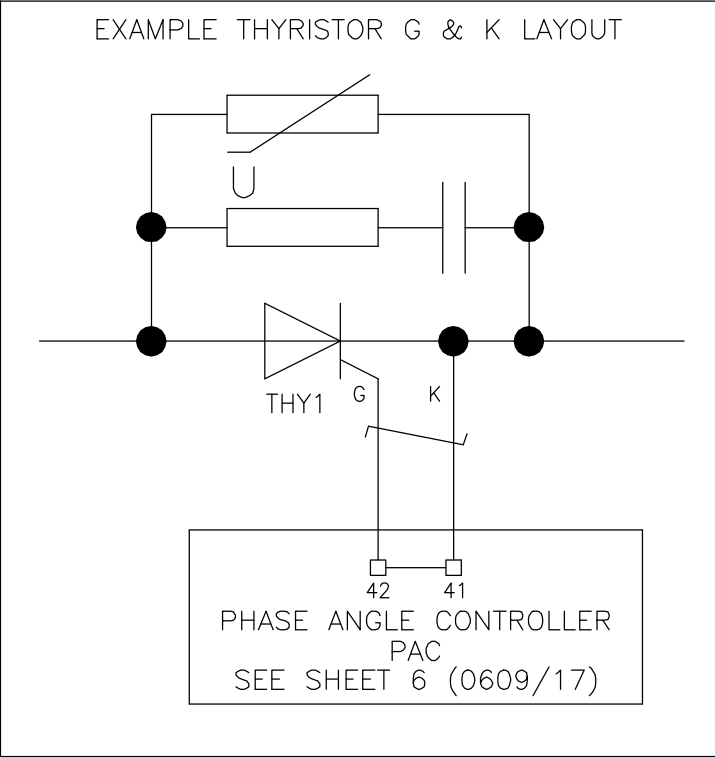 EXAMPLE THYRISTOR G & K LAYOUT
U
THY1 G K
42 41
PHASE ANGLE CONTROLLER
PAC
SEE SHEET 6 (0609/17)